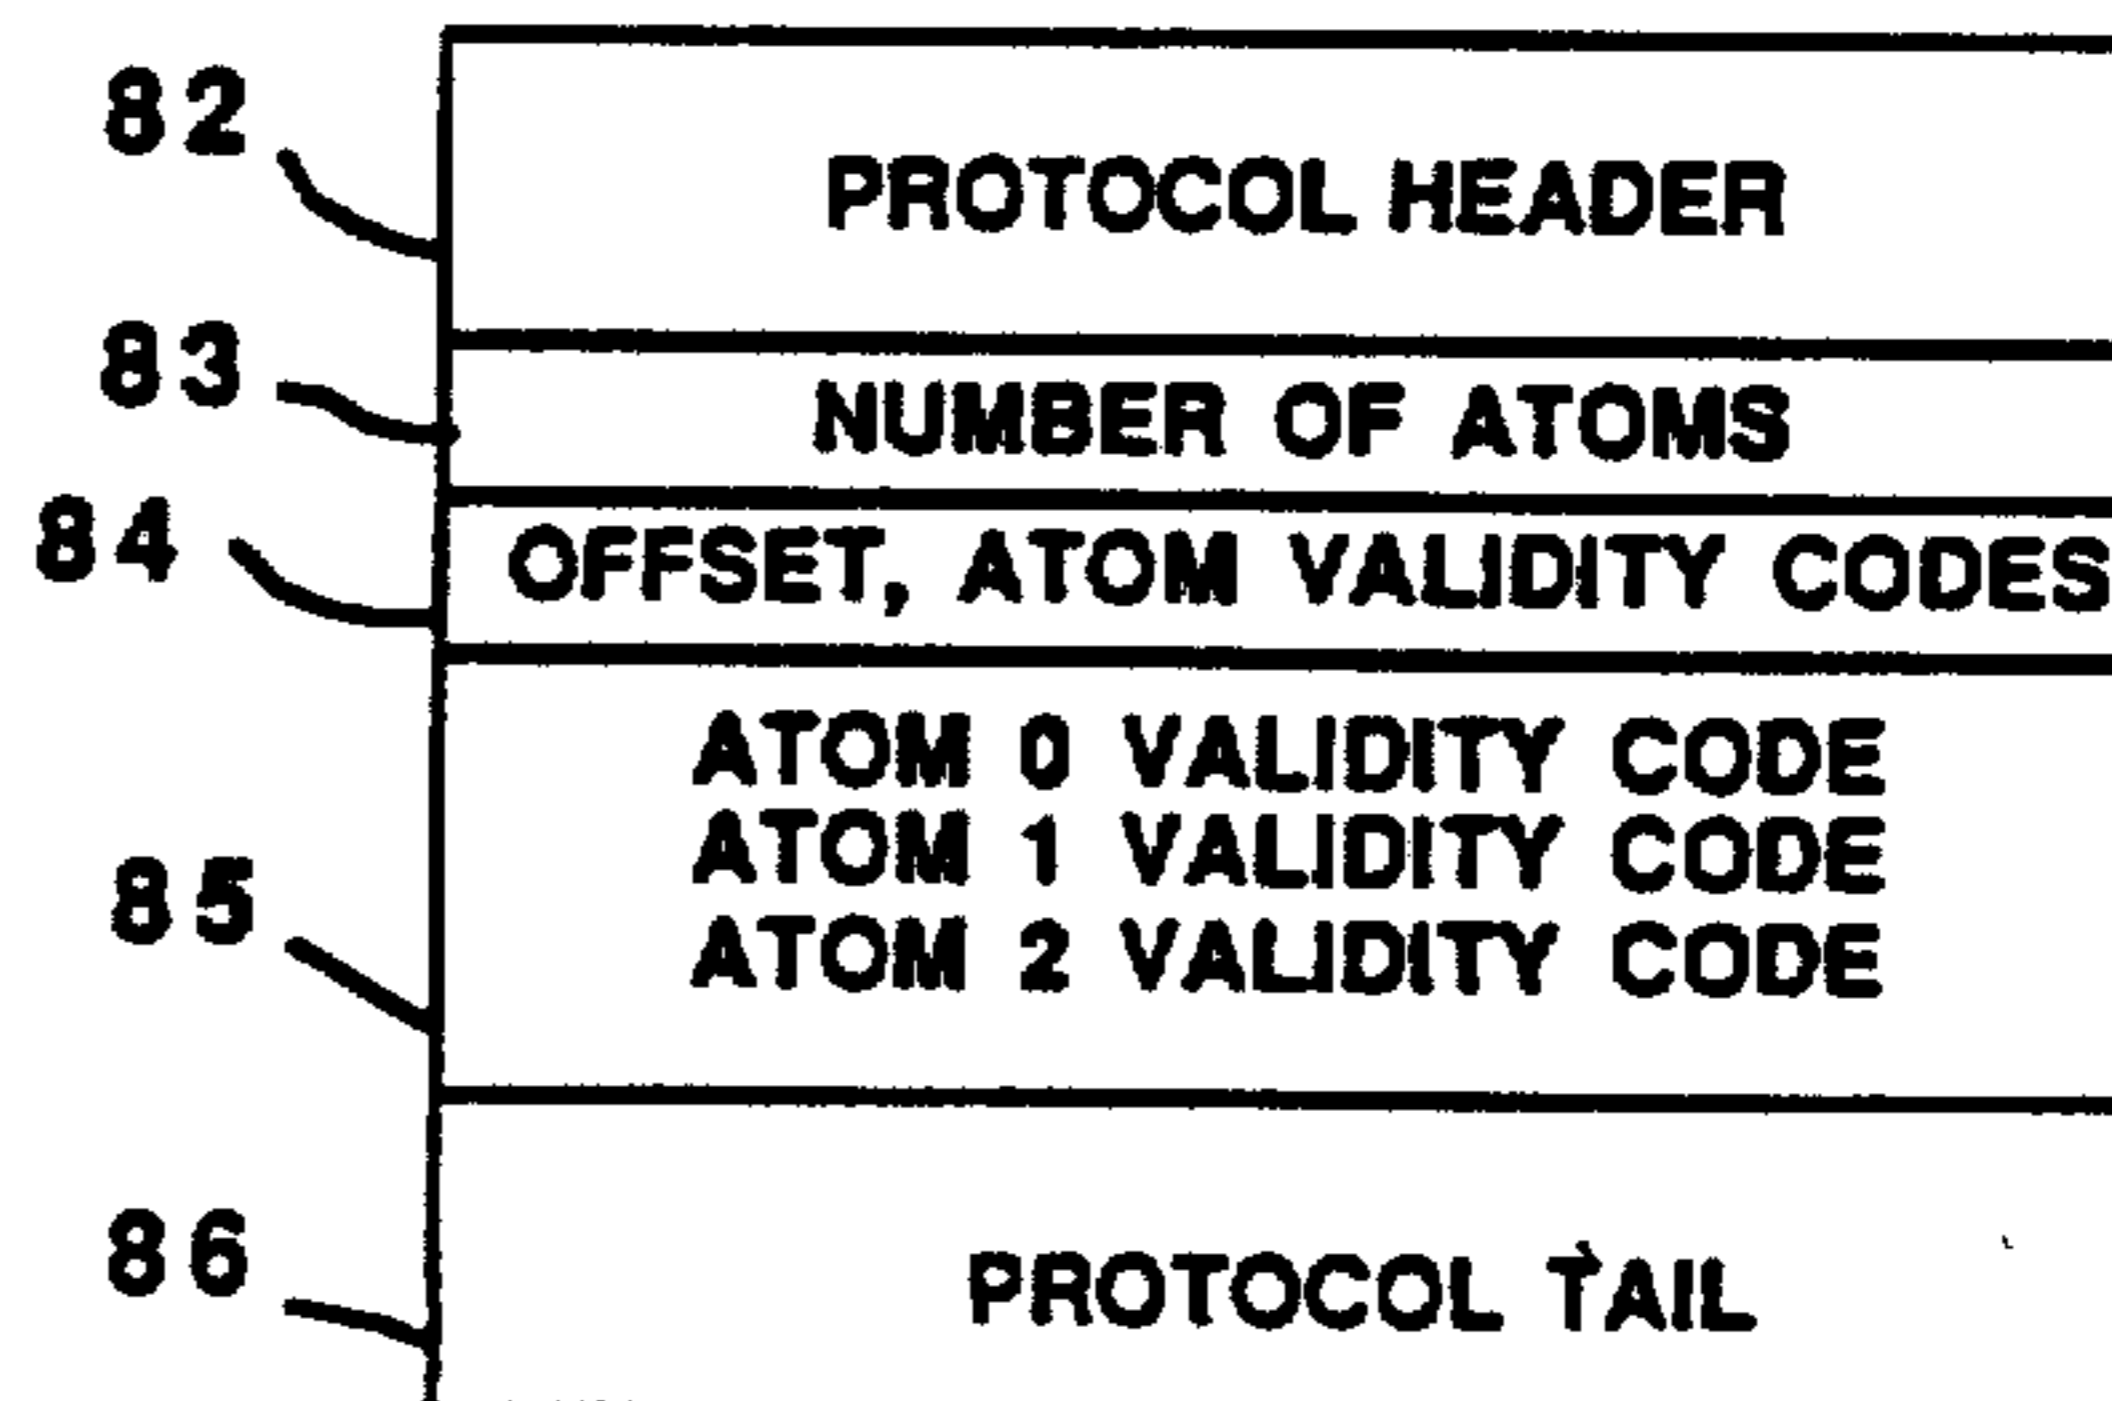 82
PROTOCOL HEADER
83
NUMBER OF ATOMS
84
OFFSET, ATOM VALIDITY CODES
ATOM 0 VALIDITY CODE
ATOM 1 VALIDITY CODE
85
ATOM 2 VALIDITY CODE
86
PROTOCOL TAIL